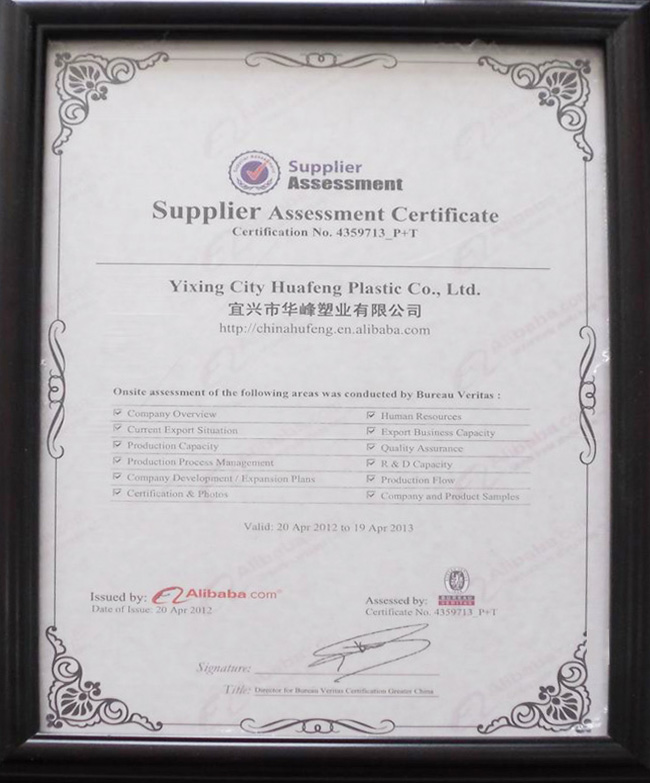 Supplier
Assessment
Supplier Assessment Certificate
Certification No. 4359713_P+T
Yixing City Huafeng Plastic Co., Ltd.
宜兴市华峰塑业有限公司
http://chinahufeng.en.alibaba.com
Onsite assessment of the following areas was conducted by Bureau Veritas :
Company Overview
Human Resources
Current Export Situation
Export Business Capacity
Production Capacity
Quality Assurance
Production Process Management
R & D Capacity
Company Development / Expansion Plans
Production Flow
Certification & Photos
Company and Product Samples
Valid: 20 Apr 2012 to 19 Apr 2013
Issued by: Alibaba.com
Date of Issue: 20 Apr 2012
Assessed by: BUREAU VERITAS
Certificate No. 4359713_P+T
Signature:
Title: Director for Bureau Veritas Certification Greater China